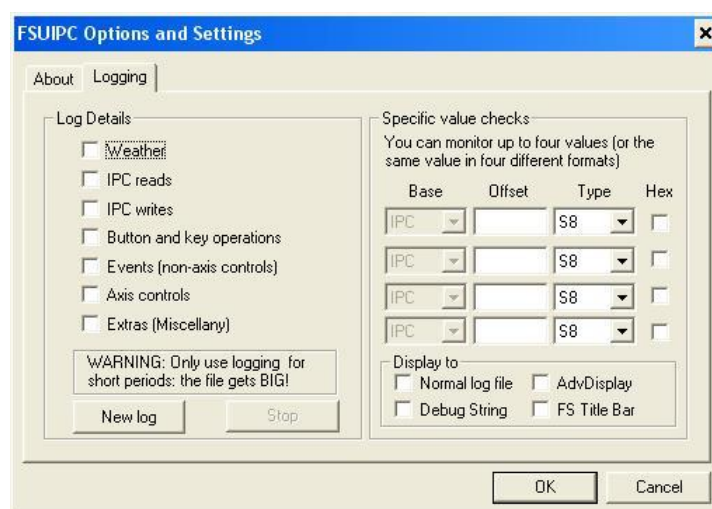 FSUIPC Options and Settings
About Logging
Log Details
Weather
IPC reads
IPC writes
Button and key operations
Events (non-axis controls)
Axis controls
Extras (Miscellany)
WARNING: Only use logging for
short periods: the file gets BIG!
New log Stop
Specific value checks
You can monitor up to four values (or the
same value in four different formats)
Base Offset Type Hex
IPC S8
IPC S8
IPC S8
IPC S8
Display to
Normal log file AdvDisplay
Debug String FS Title Bar
OK Cancel